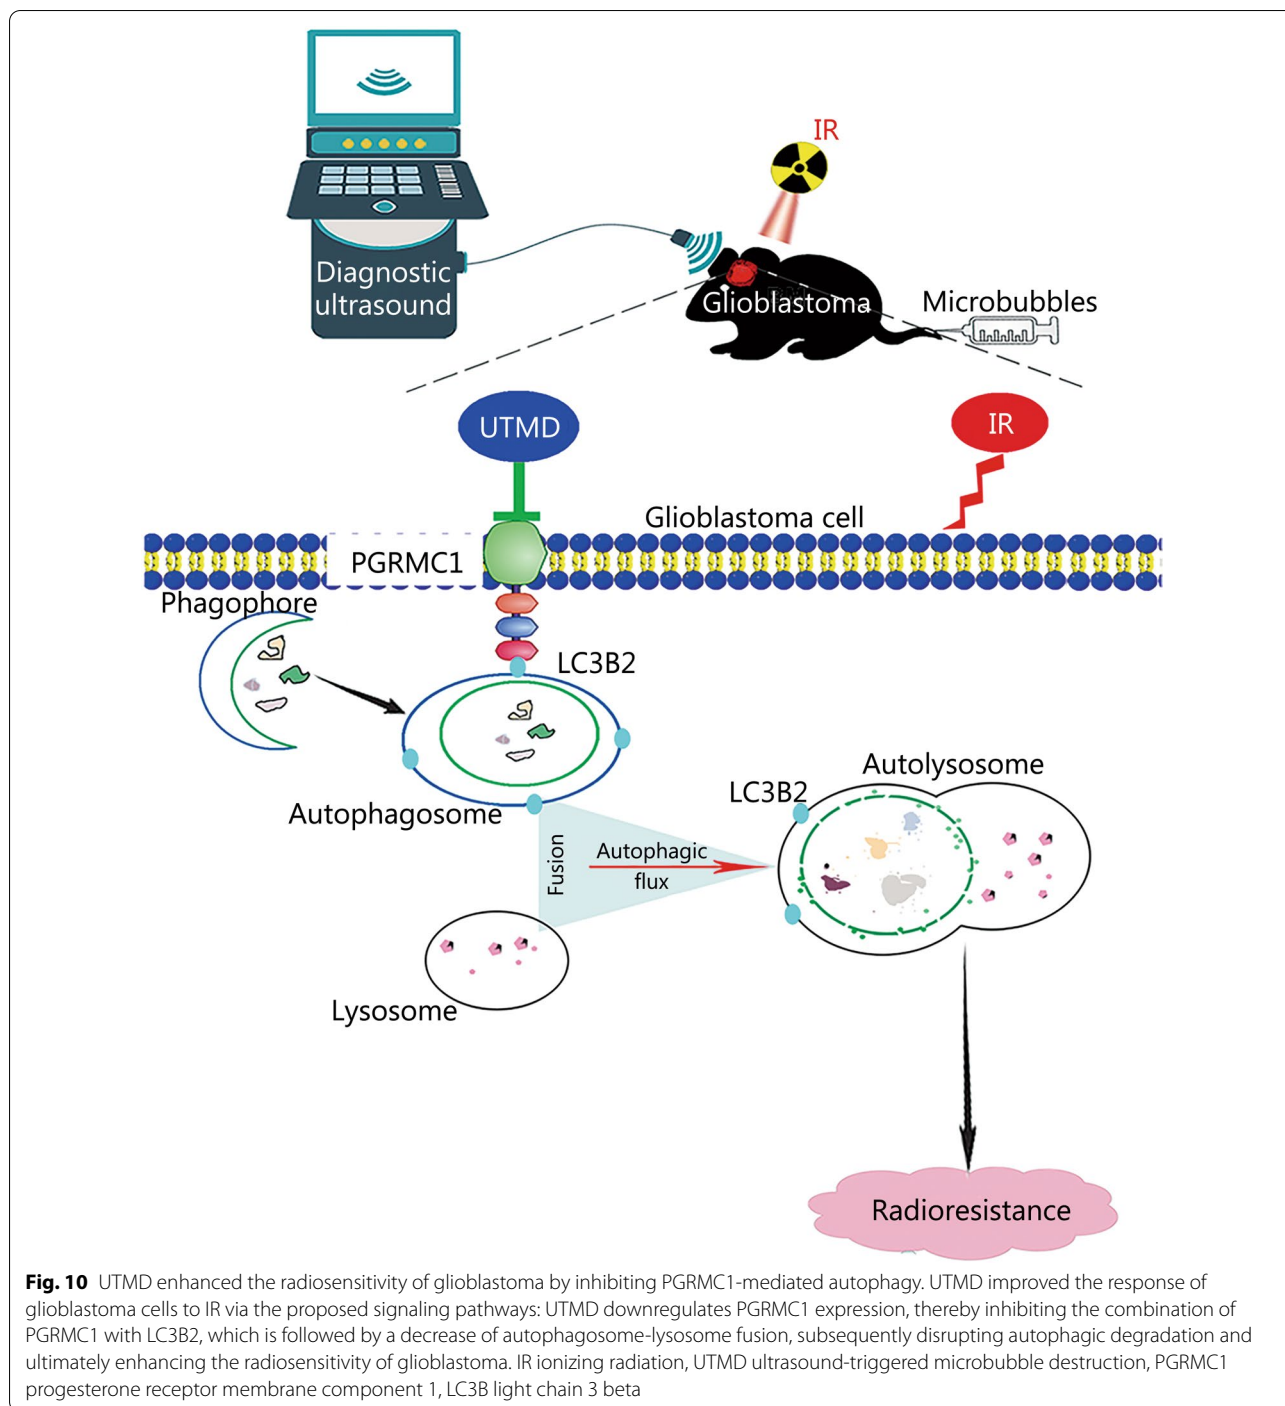 IR
Diagnostic
ultrasound
Glioblastoma
Microbubbles
UTMD
IR
Glioblastoma cell
PGRMC1
Phagophore
LC3B2
Autophagosome
Autolysosome
LC3B2
Fusion
Autophagic
flux
Lysosome
Radioresistance
Fig. 10 UTMD enhanced the radiosensitivity of glioblastoma by inhibiting PGRMC1-mediated autophagy. UTMD improved the response of
glioblastoma cells to IR via the proposed signaling pathways: UTMD downregulates PGRMC1 expression, thereby inhibiting the combination of
PGRMC1 with LC3B2, which is followed by a decrease of autophagosome-lysosome fusion, subsequently disrupting autophagic degradation and
ultimately enhancing the radiosensitivity of glioblastoma. IR ionizing radiation, UTMD ultrasound-triggered microbubble destruction, PGRMC1
progesterone receptor membrane component 1, LC3B light chain 3 beta